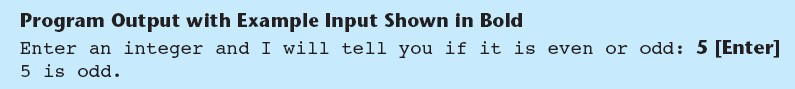 Program Output with Example Input Shown in Bold
Enter an integer and I will tell you if it is even or odd: 5 [Enter]
5 is odd.